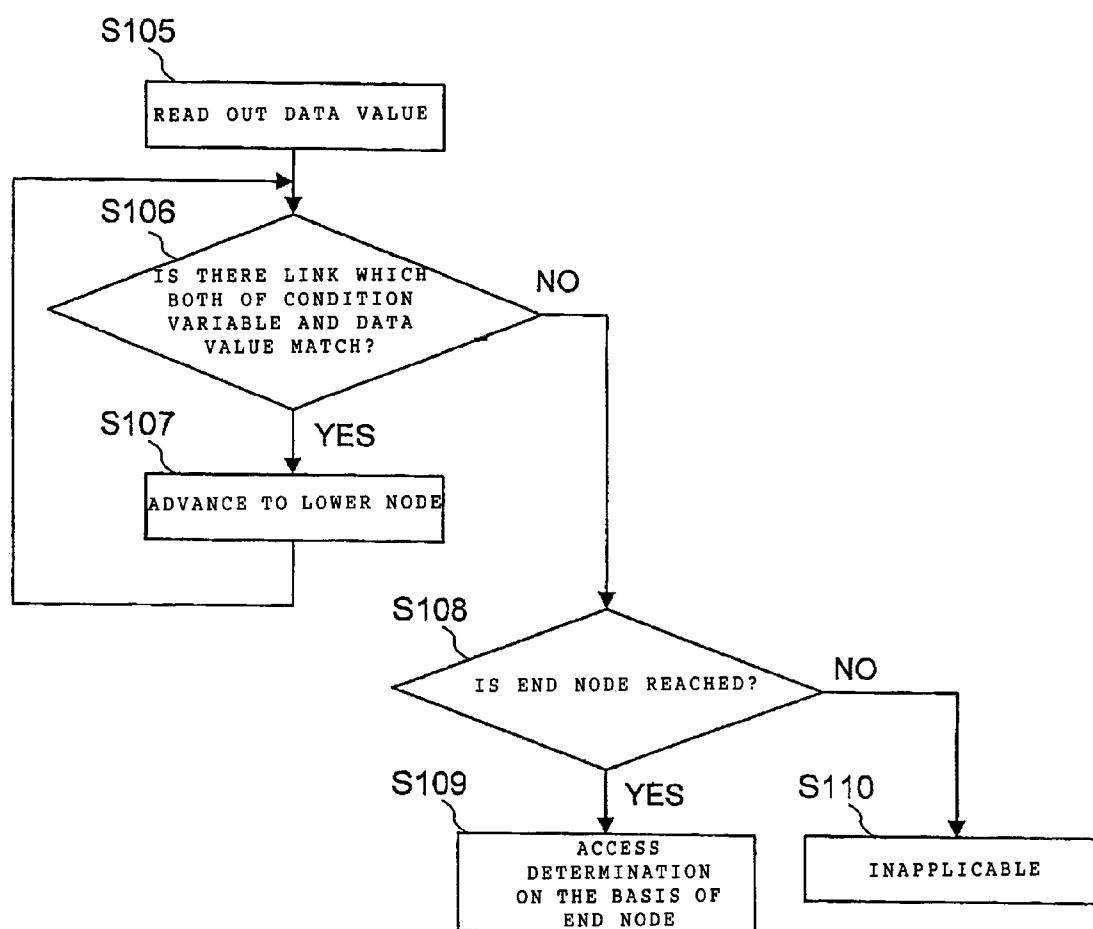 S105
READ OUT DATA VALUE
S106
IS THERE LINK WHICH
BOTH OF CONDITION
VARIABLE AND DATA
VALUE MATCH?
NO
YES
S107
ADVANCE TO LOWER NODE
S108
IS END NODE REACHED?
NO
YES
S109
ACCESS
DETERMINATION
ON THE BASIS OF
END NODE
S110
INAPPLICABLE